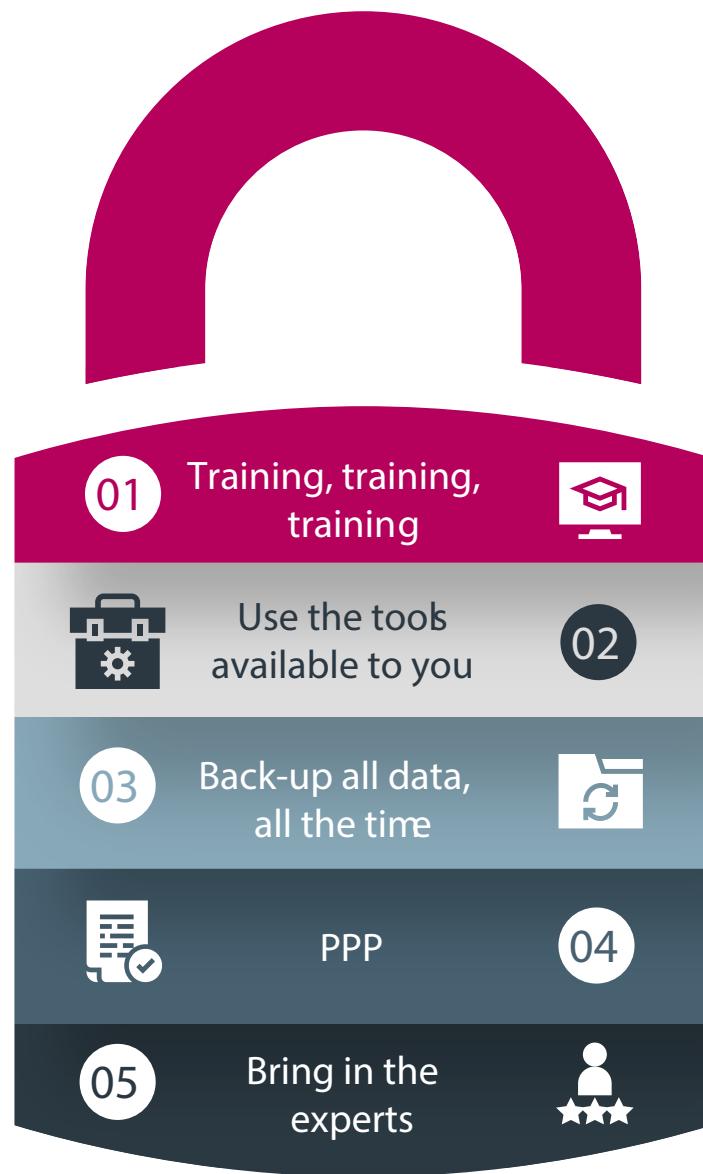 01
Training, training,
training
Use the tools
available to you
02
03
Back-up all data,
all the time
PPP
04
05
Bring in the
experts